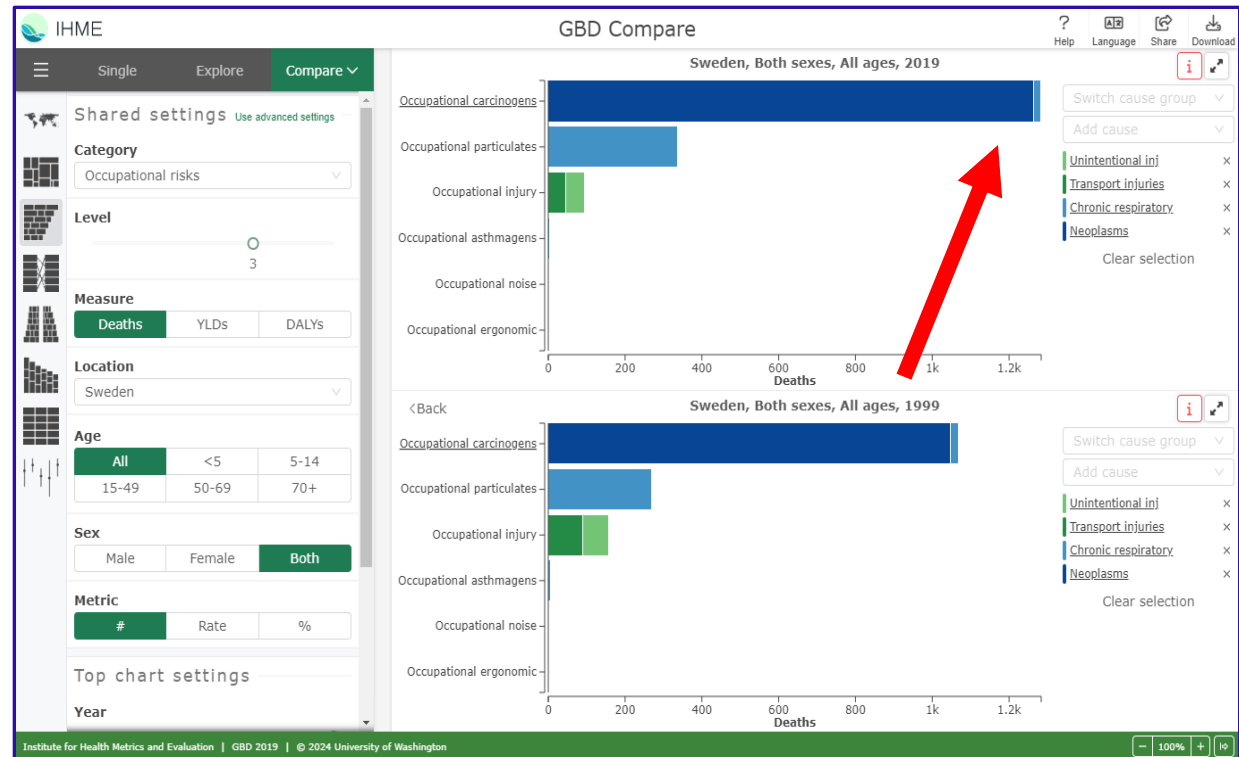 IHME
GBD Compare
Help
Language
Share
Download
Single
Explore
Compare
Shared settings
Use advanced settings
Category
Occupational risks
Level
3
Measure
Deaths
YLDs
DALYs
Location
Sweden
Age
All
<5
5-14
15-49
50-69
70+
Sex
Male
Female
Both
Metric
#
Rate
%
Top chart settings
Year
Sweden, Both sexes, All ages, 2019
Occupational carcinogens
Occupational particulates
Occupational injury
Occupational asthmagens
Occupational noise
Occupational ergonomic
0 200 400 600 800 1k 1.2k
Deaths
i
Switch cause group
Add cause
Unintentional inj ×
Transport injuries ×
Chronic respiratory ×
Neoplasms ×
Clear selection
<Back
Sweden, Both sexes, All ages, 1999
Occupational carcinogens
Occupational particulates
Occupational injury
Occupational asthmagens
Occupational noise
Occupational ergonomic
0 200 400 600 800 1k 1.2k
Deaths
i
Switch cause group
Add cause
Unintentional inj ×
Transport injuries ×
Chronic respiratory ×
Neoplasms ×
Clear selection
Institute for Health Metrics and Evaluation | GBD 2019 | © 2024 University of Washington
− 100% +